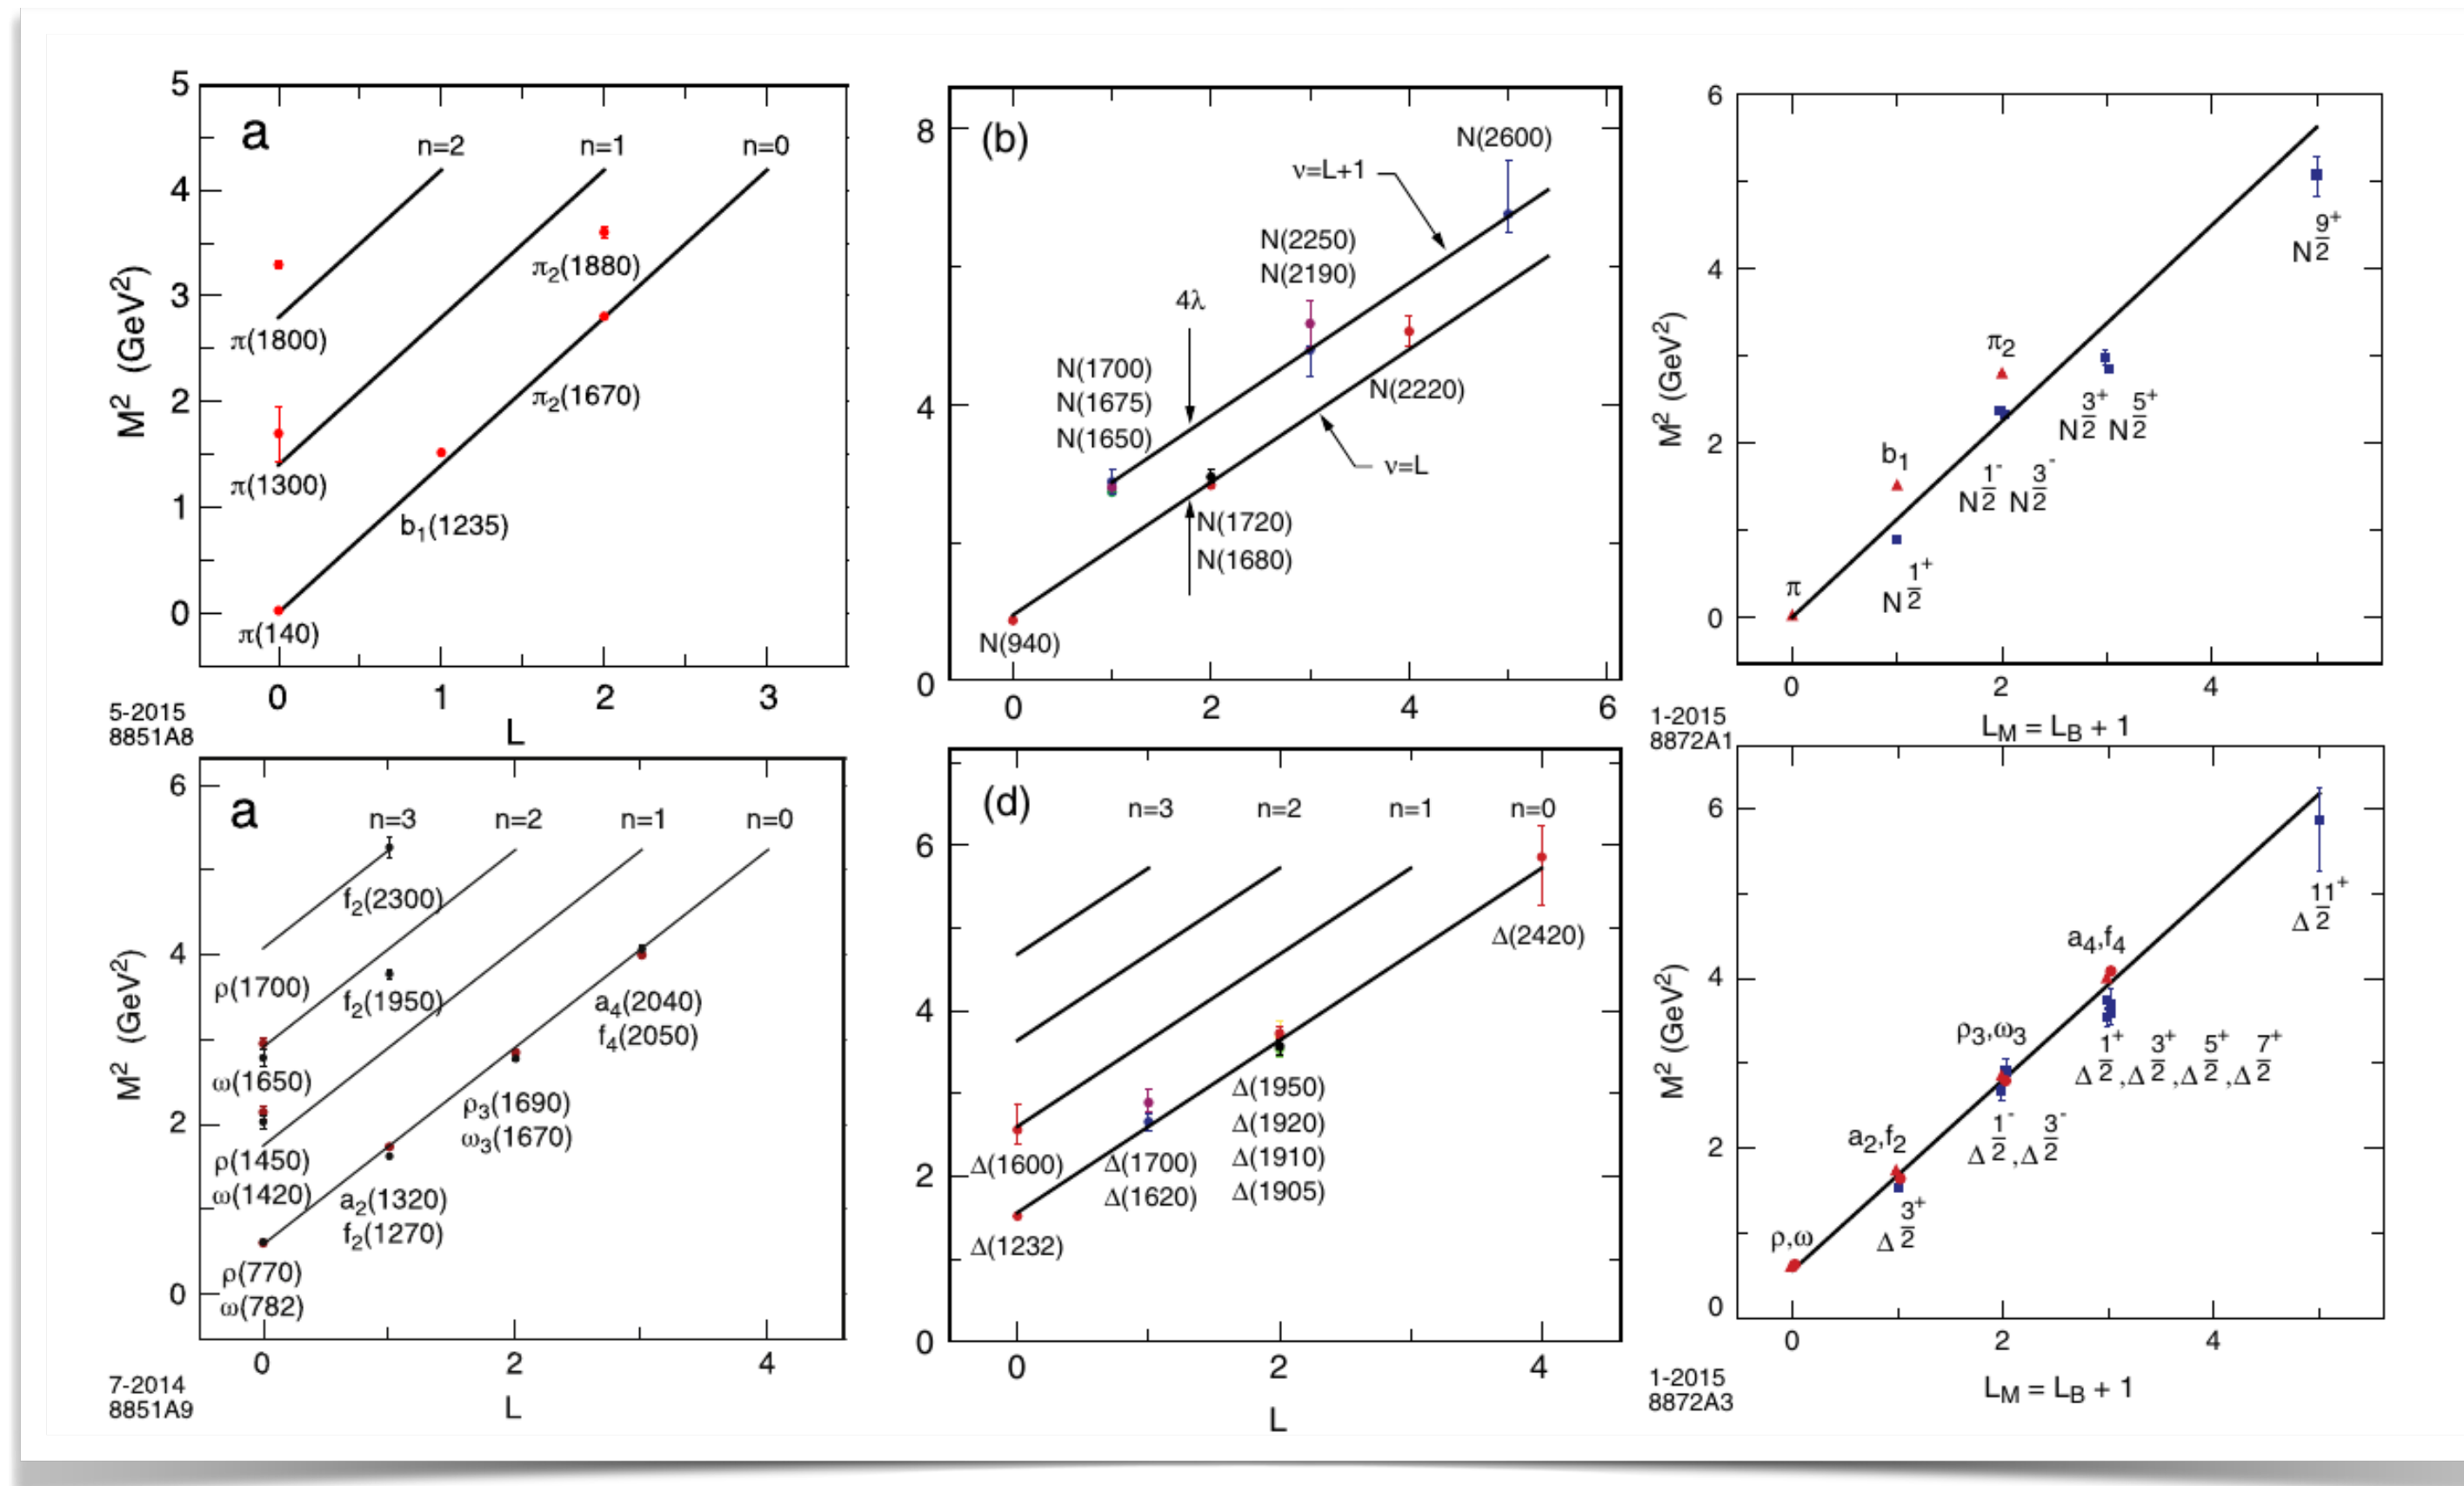 a
n=2 n=1 n=0
5
4
3
2
1
0
M² (GeV²)
π(1800)
π(1300)
π(140)
b₁(1235)
π₂(1880)
π₂(1670)
0 1 2 3
L
5-2015
8851A8
(b)
8
4
0
N(2600)
ν=L+1
N(2250)
N(2190)
4λ
N(1700)
N(1675)
N(1650)
N(2220)
ν=L
N(1720)
N(1680)
N(940)
0 2 4 6
6
4
2
0
M² (GeV²)
π
b₁
π₂
N 1/2⁺
N 1/2⁻ N 3/2⁻
N 3/2⁺ N 5/2⁺
N 9/2⁺
0 2 4
L_M = L_B + 1
1-2015
8872A1
a
n=3 n=2 n=1 n=0
6
4
2
0
M² (GeV²)
f₂(2300)
ρ(1700)
f₂(1950)
ω(1650)
a₄(2040)
f₄(2050)
ρ₃(1690)
ω₃(1670)
ρ(1450)
ω(1420)
a₂(1320)
f₂(1270)
ρ(770)
ω(782)
0 2 4
L
7-2014
8851A9
(d)
n=3 n=2 n=1 n=0
6
4
2
0
Δ(2420)
Δ(1950)
Δ(1920)
Δ(1910)
Δ(1905)
Δ(1600)
Δ(1700)
Δ(1620)
Δ(1232)
0 2 4
L
6
4
2
0
M² (GeV²)
ρ,ω
a₂,f₂
ρ₃,ω₃
a₄,f₄
Δ 3/2⁺
Δ 1/2⁻,Δ 3/2⁻
Δ 1/2⁺,Δ 3/2⁺,Δ 5/2⁺,Δ 7/2⁺
Δ 11/2⁺
0 2 4
L_M = L_B + 1
1-2015
8872A3